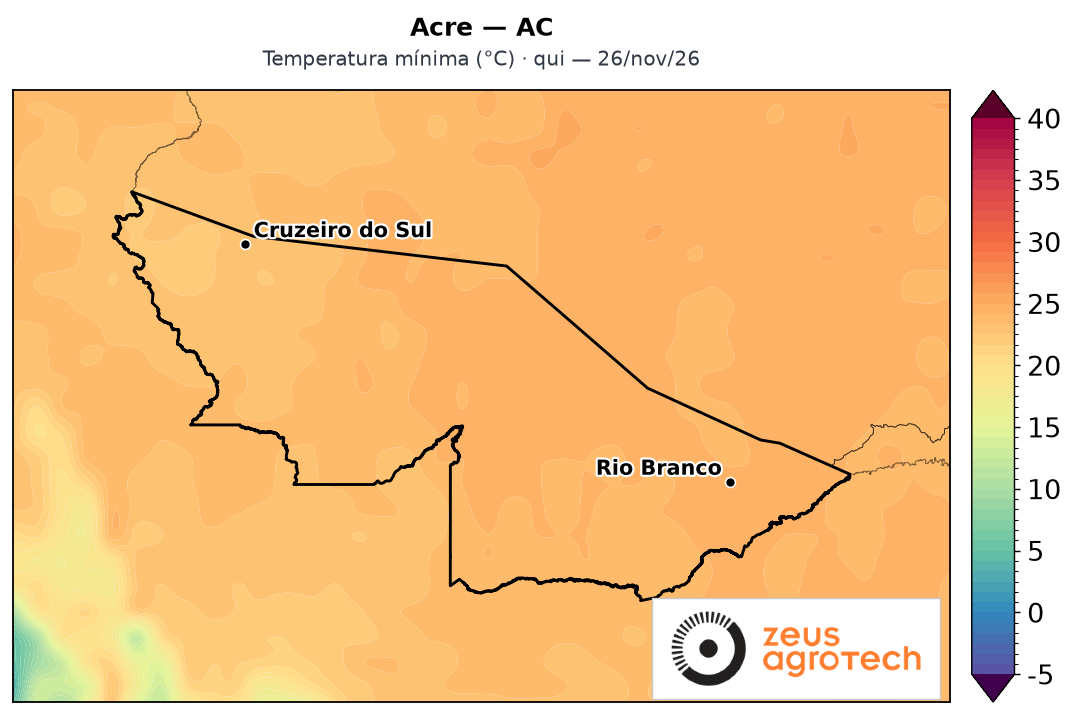 Acre — AC
Temperatura mínima (°C) · qui — 26/nov/26
Cruzeiro do Sul
Rio Branco
40
35
30
25
20
15
10
5
0
-5
zeus
agrotech